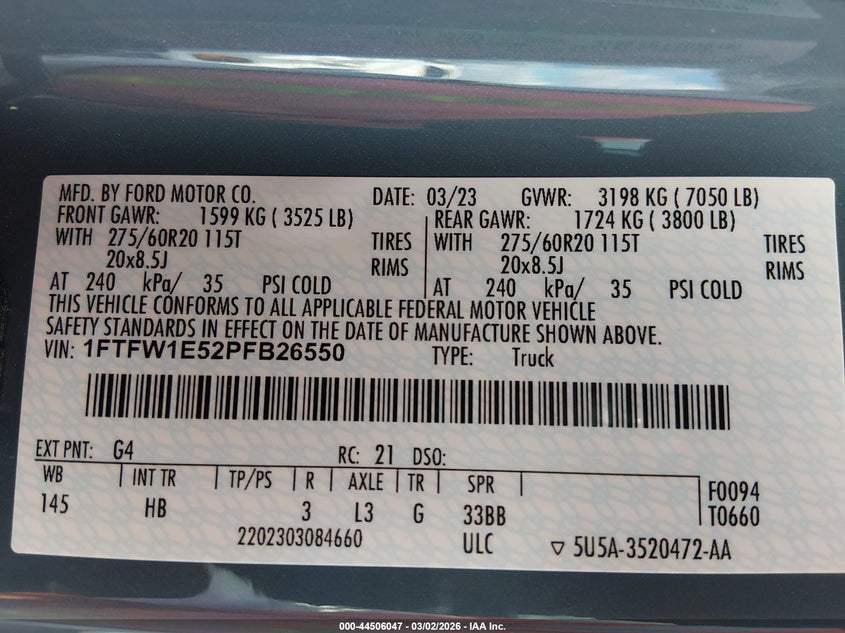 MFD. BY FORD MOTOR CO. DATE: 03/23 GVWR: 3198 KG ( 7050 LB)
FRONT GAWR: 1599 KG ( 3525 LB) REAR GAWR: 1724 KG ( 3800 LB)
WITH 275/60R20 115T TIRES WITH 275/60R20 115T TIRES
20x8.5J RIMS 20x8.5J RIMS
AT 240 kPa/ 35 PSI COLD AT 240 kPa/ 35 PSI COLD
THIS VEHICLE CONFORMS TO ALL APPLICABLE FEDERAL MOTOR VEHICLE
SAFETY STANDARDS IN EFFECT ON THE DATE OF MANUFACTURE SHOWN ABOVE.
VIN: 1FTFW1E52PFB26550 TYPE: Truck
EXT PNT: G4 RC: 21 DSO:
WB INT TR TP/PS R AXLE TR SPR F0094
145 HB 3 L3 G 33BB T0660
2202303084660 ULC ▽ 5U5A-3520472-AA
000-44506047 - 03/02/2026 - IAA Inc.